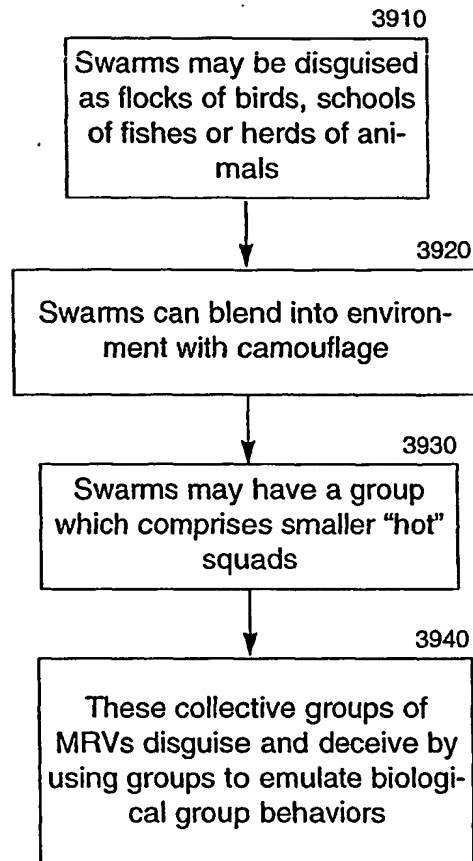 3910
Swarms may be disguised
as flocks of birds, schools
of fishes or herds of ani-
mals
3920
Swarms can blend into environ-
ment with camouflage
3930
Swarms may have a group
which comprises smaller “hot”
squads
3940
These collective groups of
MRVs disguise and deceive by
using groups to emulate biologi-
cal group behaviors